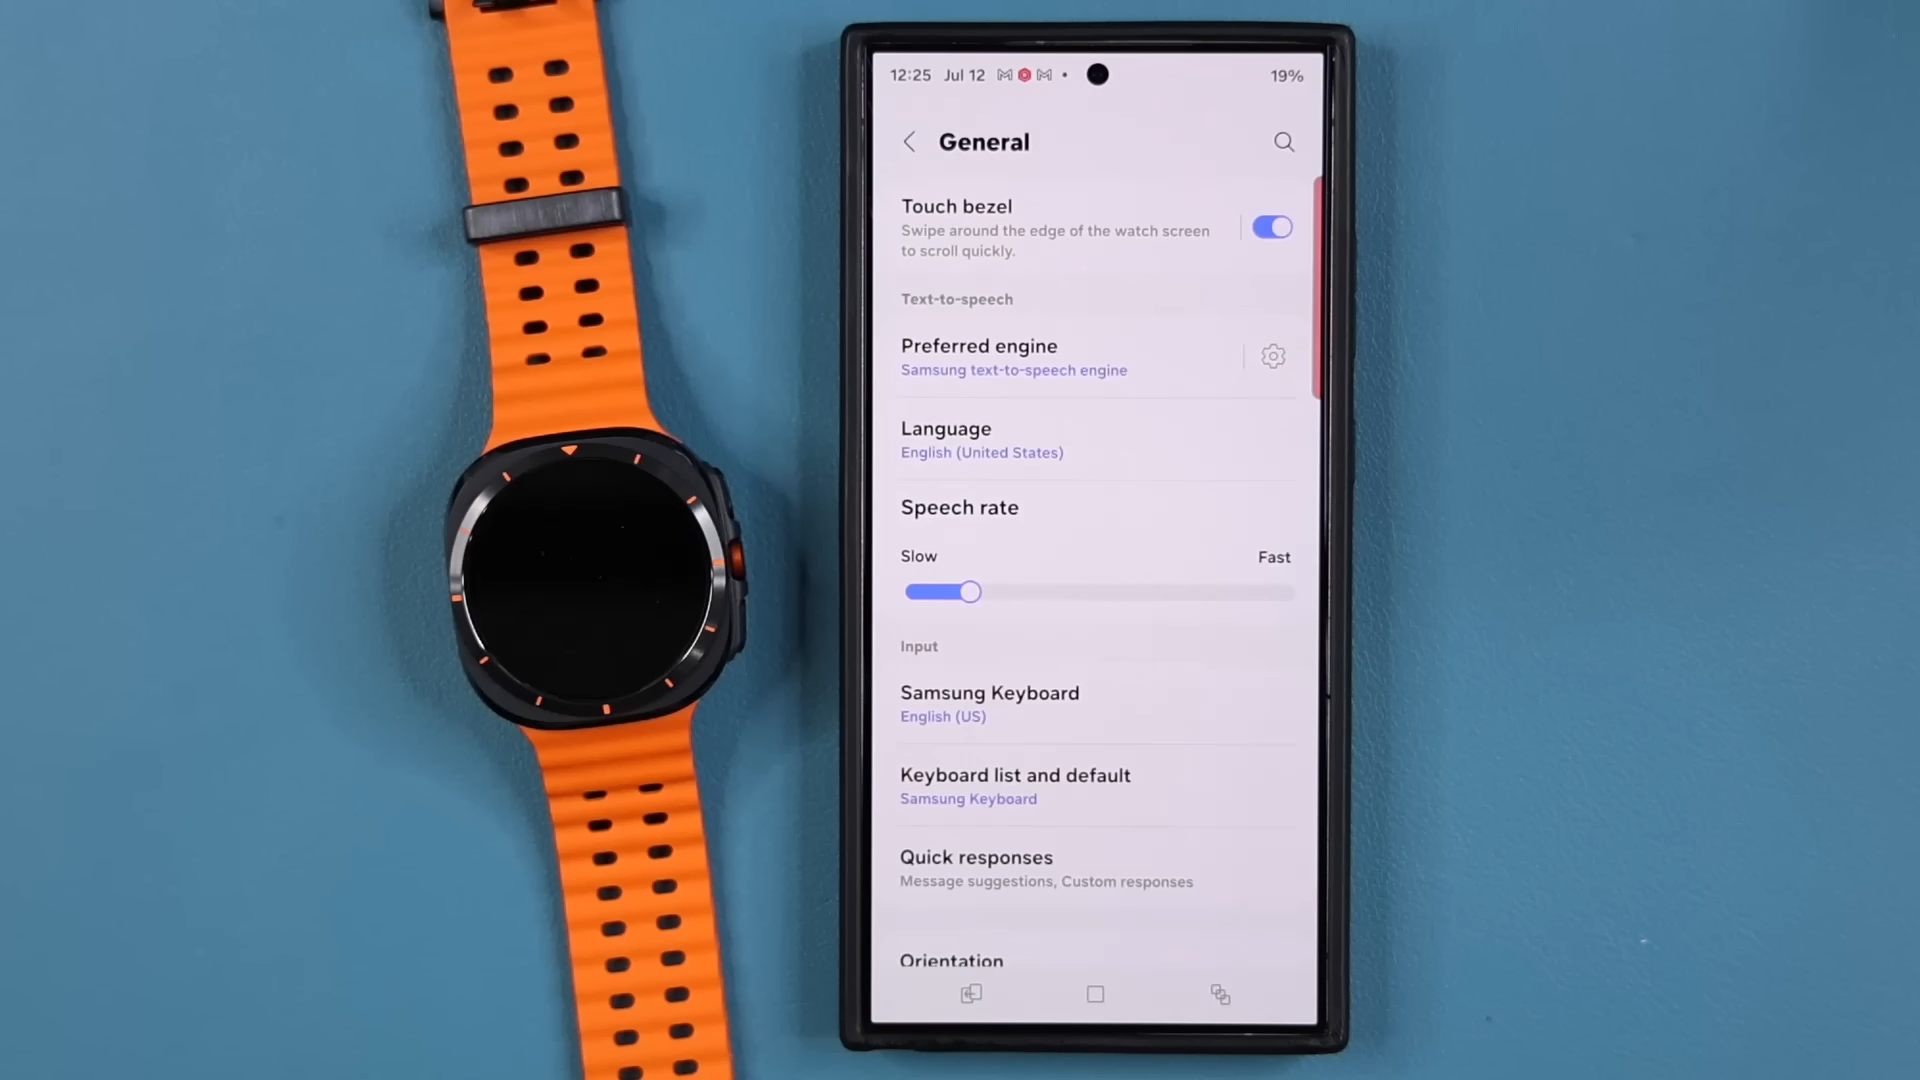 12:25 Jul 12 19%
General
Touch bezel
Swipe around the edge of the watch screen
to scroll quickly.
Text-to-speech
Preferred engine
Samsung text-to-speech engine
Language
English (United States)
Speech rate
Slow Fast
Input
Samsung Keyboard
English (US)
Keyboard list and default
Samsung Keyboard
Quick responses
Message suggestions, Custom responses
Orientation